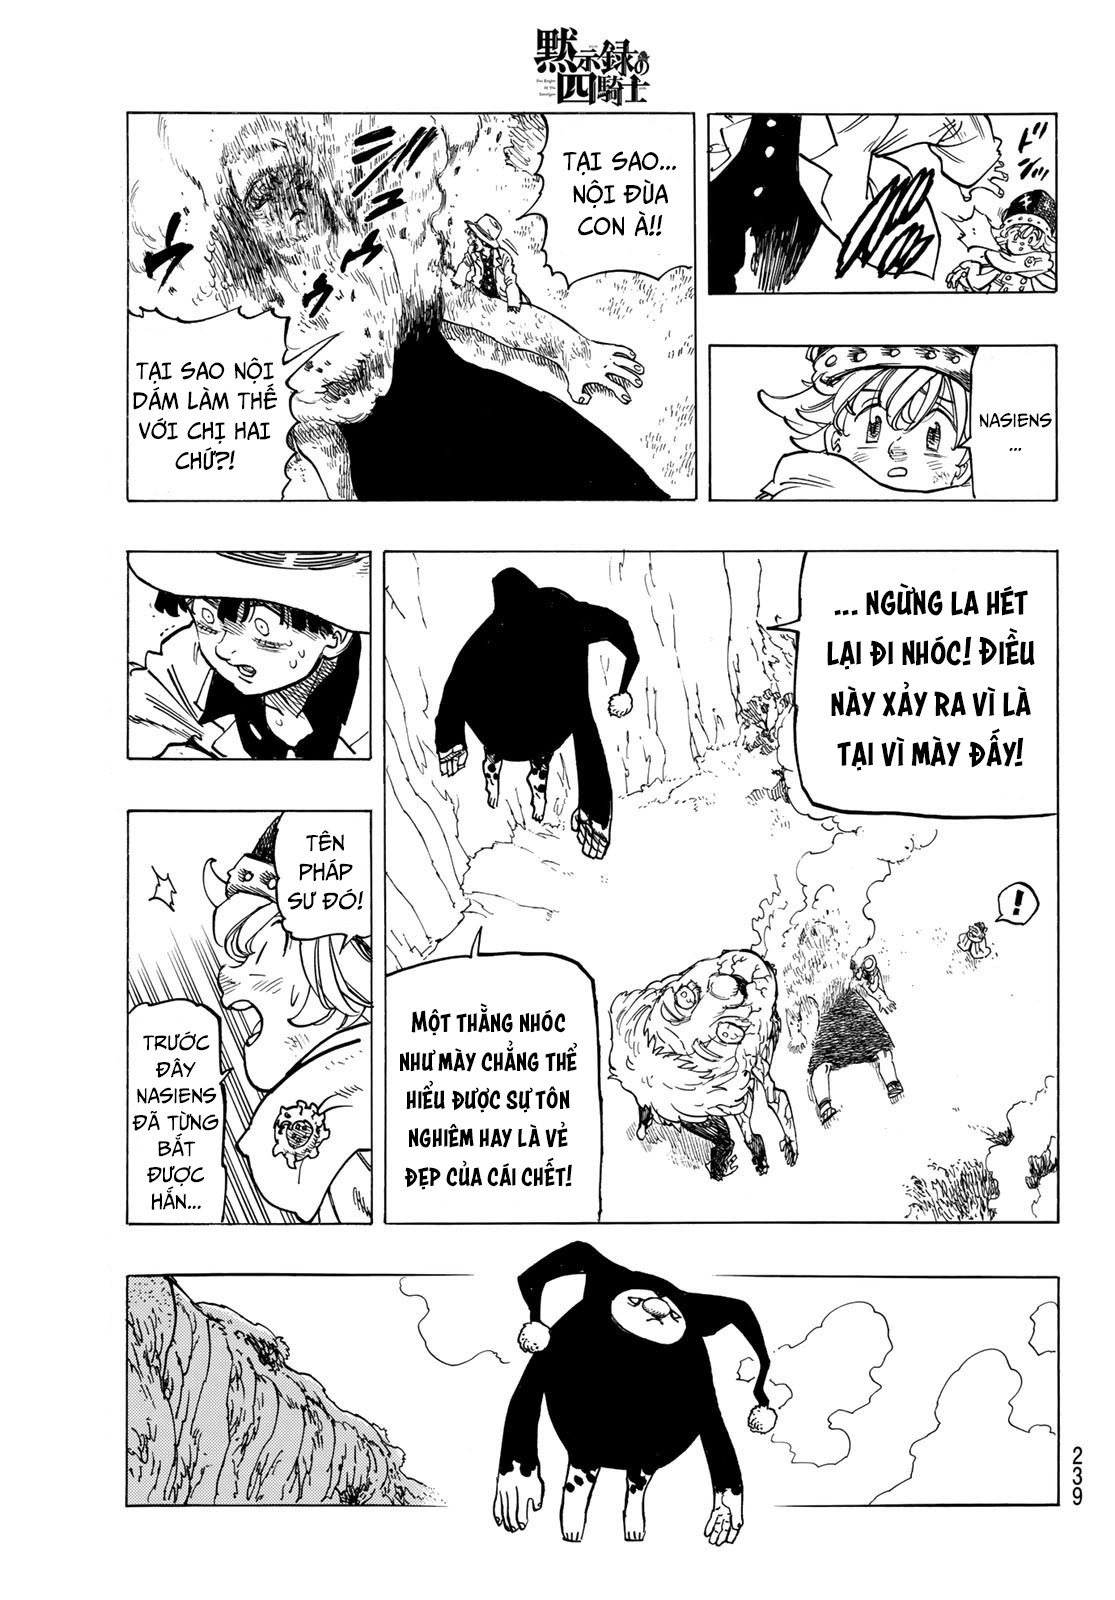 黙示録の
四騎士
NASIENS
...
TẠI SAO...
NỘI ĐÙA
CON À!!
TẠI SAO NỘI
DÁM LÀM THẾ
VỚI CHỊ HAI
CHỨ?!
... NGỪNG LA HÉT
LẠI ĐI NHÓC! ĐIỀU
NÀY XẢY RA VÌ LÀ
TẠI VÌ MÀY ĐẤY!
!
MỘT THẰNG NHÓC
NHƯ MÀY CHẲNG THỂ
HIỂU ĐƯỢC SỰ TÔN
NGHIÊM HAY LÀ VẺ
ĐẸP CỦA CÁI CHẾT!
TÊN
PHÁP
SƯ ĐÓ!
TRƯỚC
ĐÂY
NASIENS
ĐÃ TỪNG
BẮT
ĐƯỢC
HẮN...
239